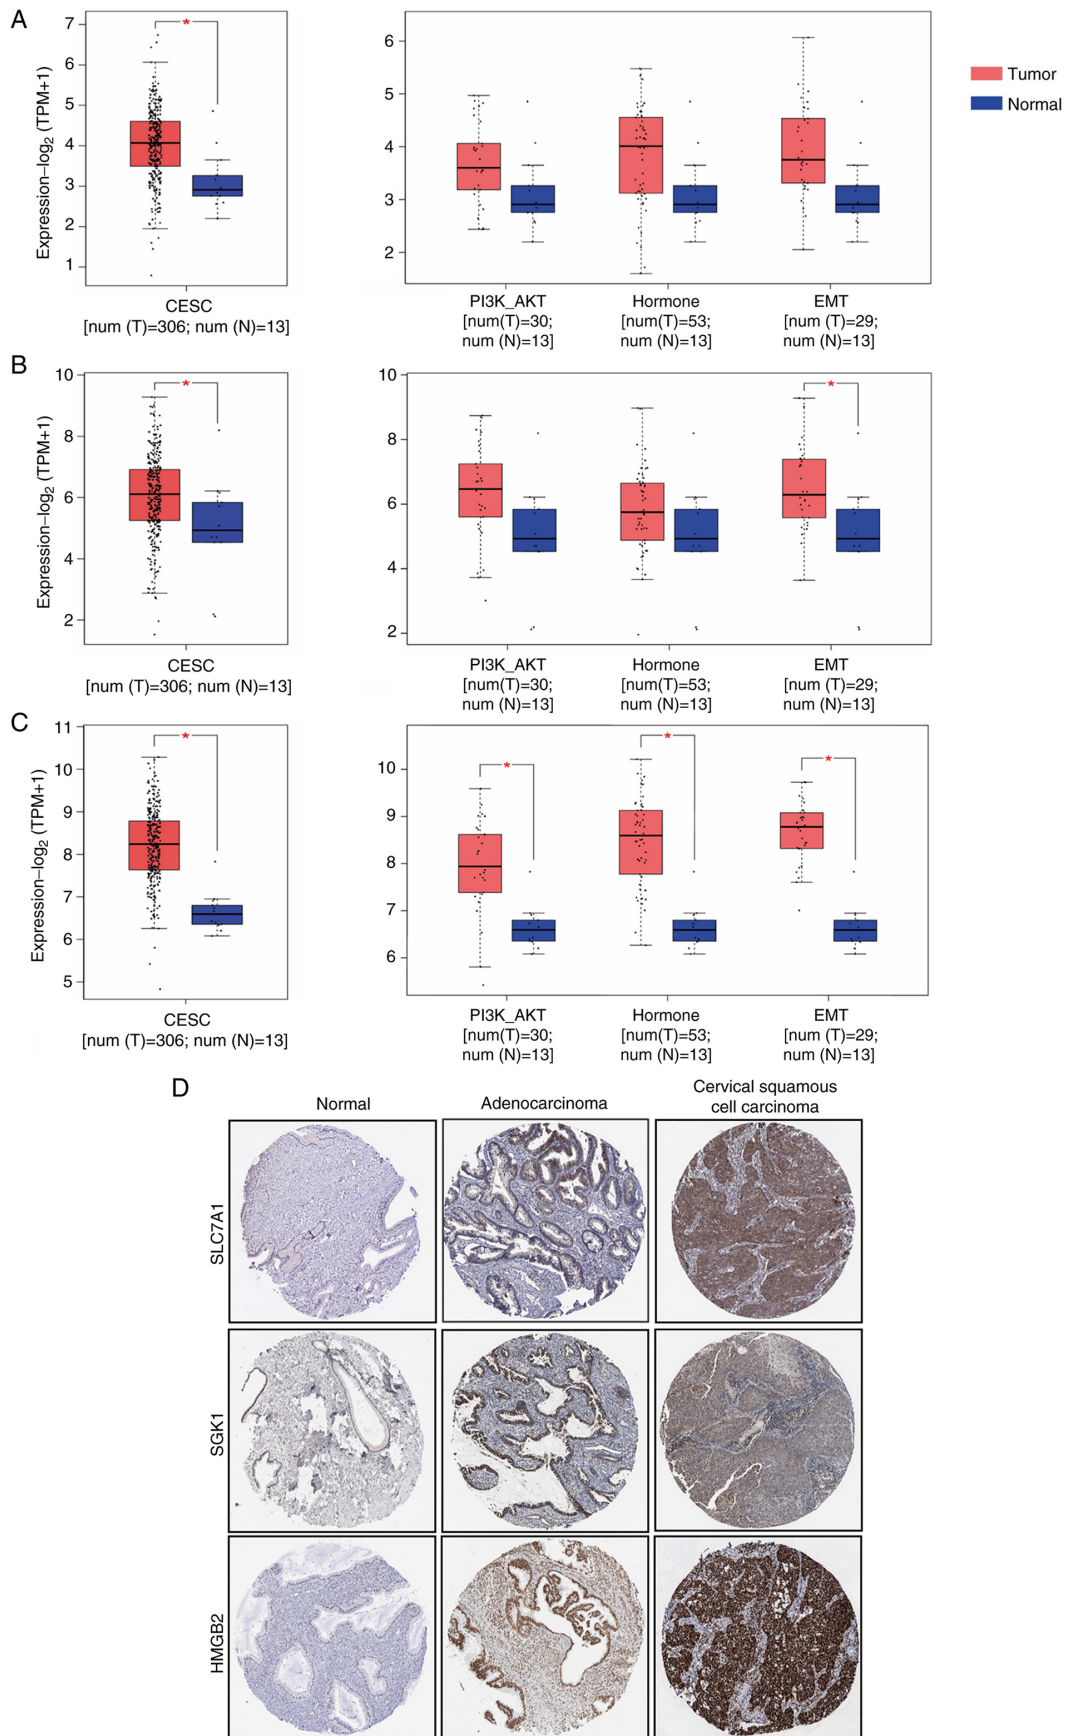 A
Expression–log2 (TPM+1)
7
6
5
4
3
2
1
*
CESC
[num (T)=306; num (N)=13]
6
5
4
3
2
PI3K_AKT
[num(T)=30;
num (N)=13]
Hormone
[num(T)=53;
num (N)=13]
EMT
[num (T)=29;
num (N)=13]
Tumor
Normal
B
Expression–log2 (TPM+1)
10
8
6
4
2
*
CESC
[num (T)=306; num (N)=13]
10
8
6
4
2
*
PI3K_AKT
[num(T)=30;
num (N)=13]
Hormone
[num(T)=53;
num (N)=13]
EMT
[num (T)=29;
num (N)=13]
C
Expression–log2 (TPM+1)
11
10
9
8
7
6
5
*
CESC
[num (T)=306; num (N)=13]
10
9
8
7
6
*
*
*
PI3K_AKT
[num(T)=30;
num (N)=13]
Hormone
[num(T)=53;
num (N)=13]
EMT
[num (T)=29;
num (N)=13]
D
Normal
Adenocarcinoma
Cervical squamous
cell carcinoma
SLC7A1
SGK1
HMGB2